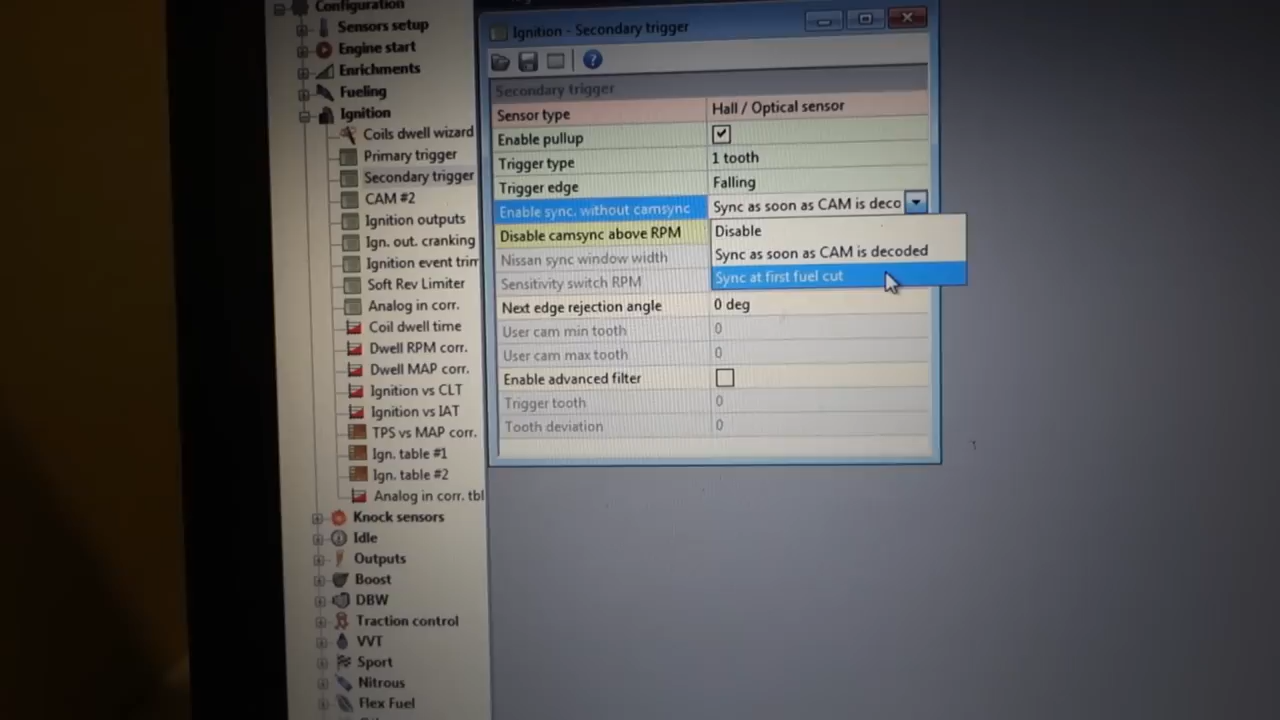 Configuration
Sensors setup
Engine start
Enrichments
Fueling
Ignition
Coils dwell wizard
Primary trigger
Secondary trigger
CAM #2
Ignition outputs
Ign. out. cranking
Ignition event trim
Soft Rev Limiter
Analog in corr.
Coil dwell time
Dwell RPM corr.
Dwell MAP corr.
Ignition vs CLT
Ignition vs IAT
TPS vs MAP corr.
Ign. table #1
Ign. table #2
Analog in corr. tbl
Knock sensors
Idle
Outputs
Boost
DBW
Traction control
VVT
Sport
Nitrous
Flex Fuel
Ignition - Secondary trigger
Secondary trigger
Sensor type Hall / Optical sensor
Enable pullup
Trigger type 1 tooth
Trigger edge Falling
Enable sync. without camsync Sync as soon as CAM is deco
Disable camsync above RPM
Disable
Sync as soon as CAM is decoded
Sync at first fuel cut
Nissan sync window width
Sensitivity switch RPM
Next edge rejection angle 0 deg
User cam min tooth 0
User cam max tooth 0
Enable advanced filter
Trigger tooth 0
Tooth deviation 0